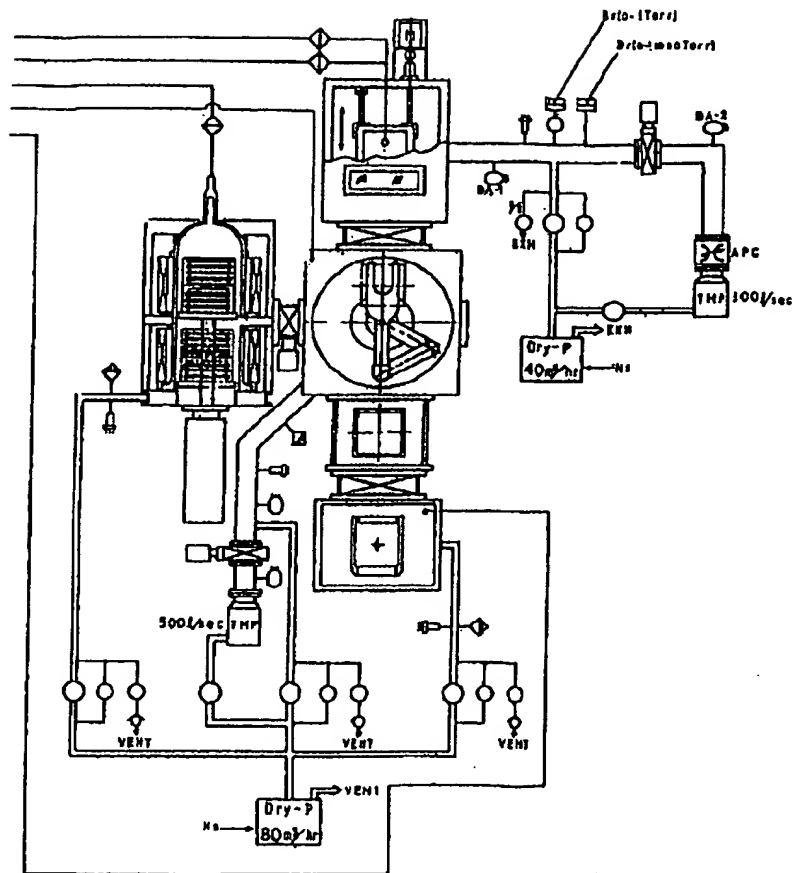 M
BA-2
BA-1
EXH
APC
TMP
300ℓ/sec
EXH
Dry-P
40m³/hr
N₂
500ℓ/sec
TMP
VENT
VENT
VENT
VENT
Dry-P
80m³/hr
N₂